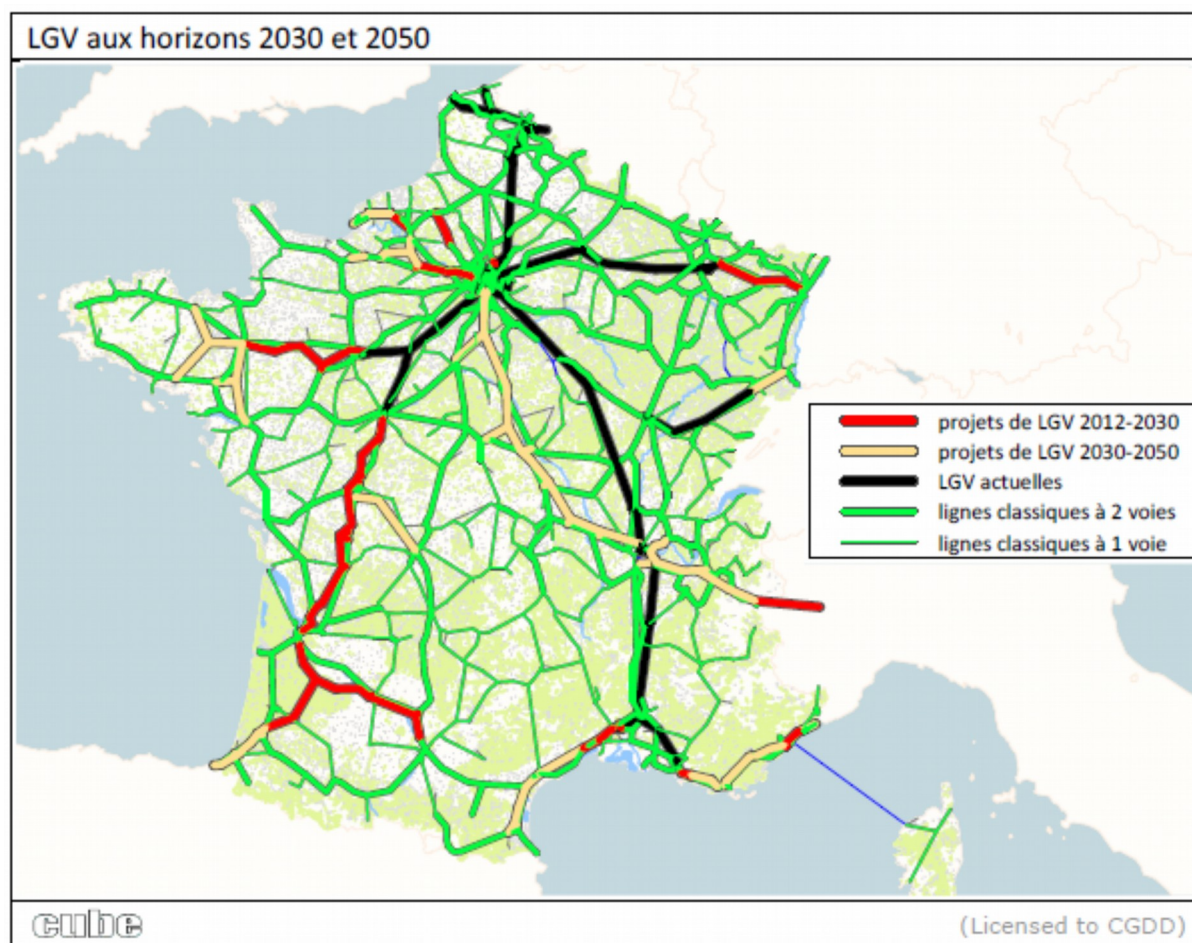 LGV aux horizons 2030 et 2050
projets de LGV 2012-2030
projets de LGV 2030-2050
LGV actuelles
lignes classiques à 2 voies
lignes classiques à 1 voie
cube
(Licensed to CGDD)